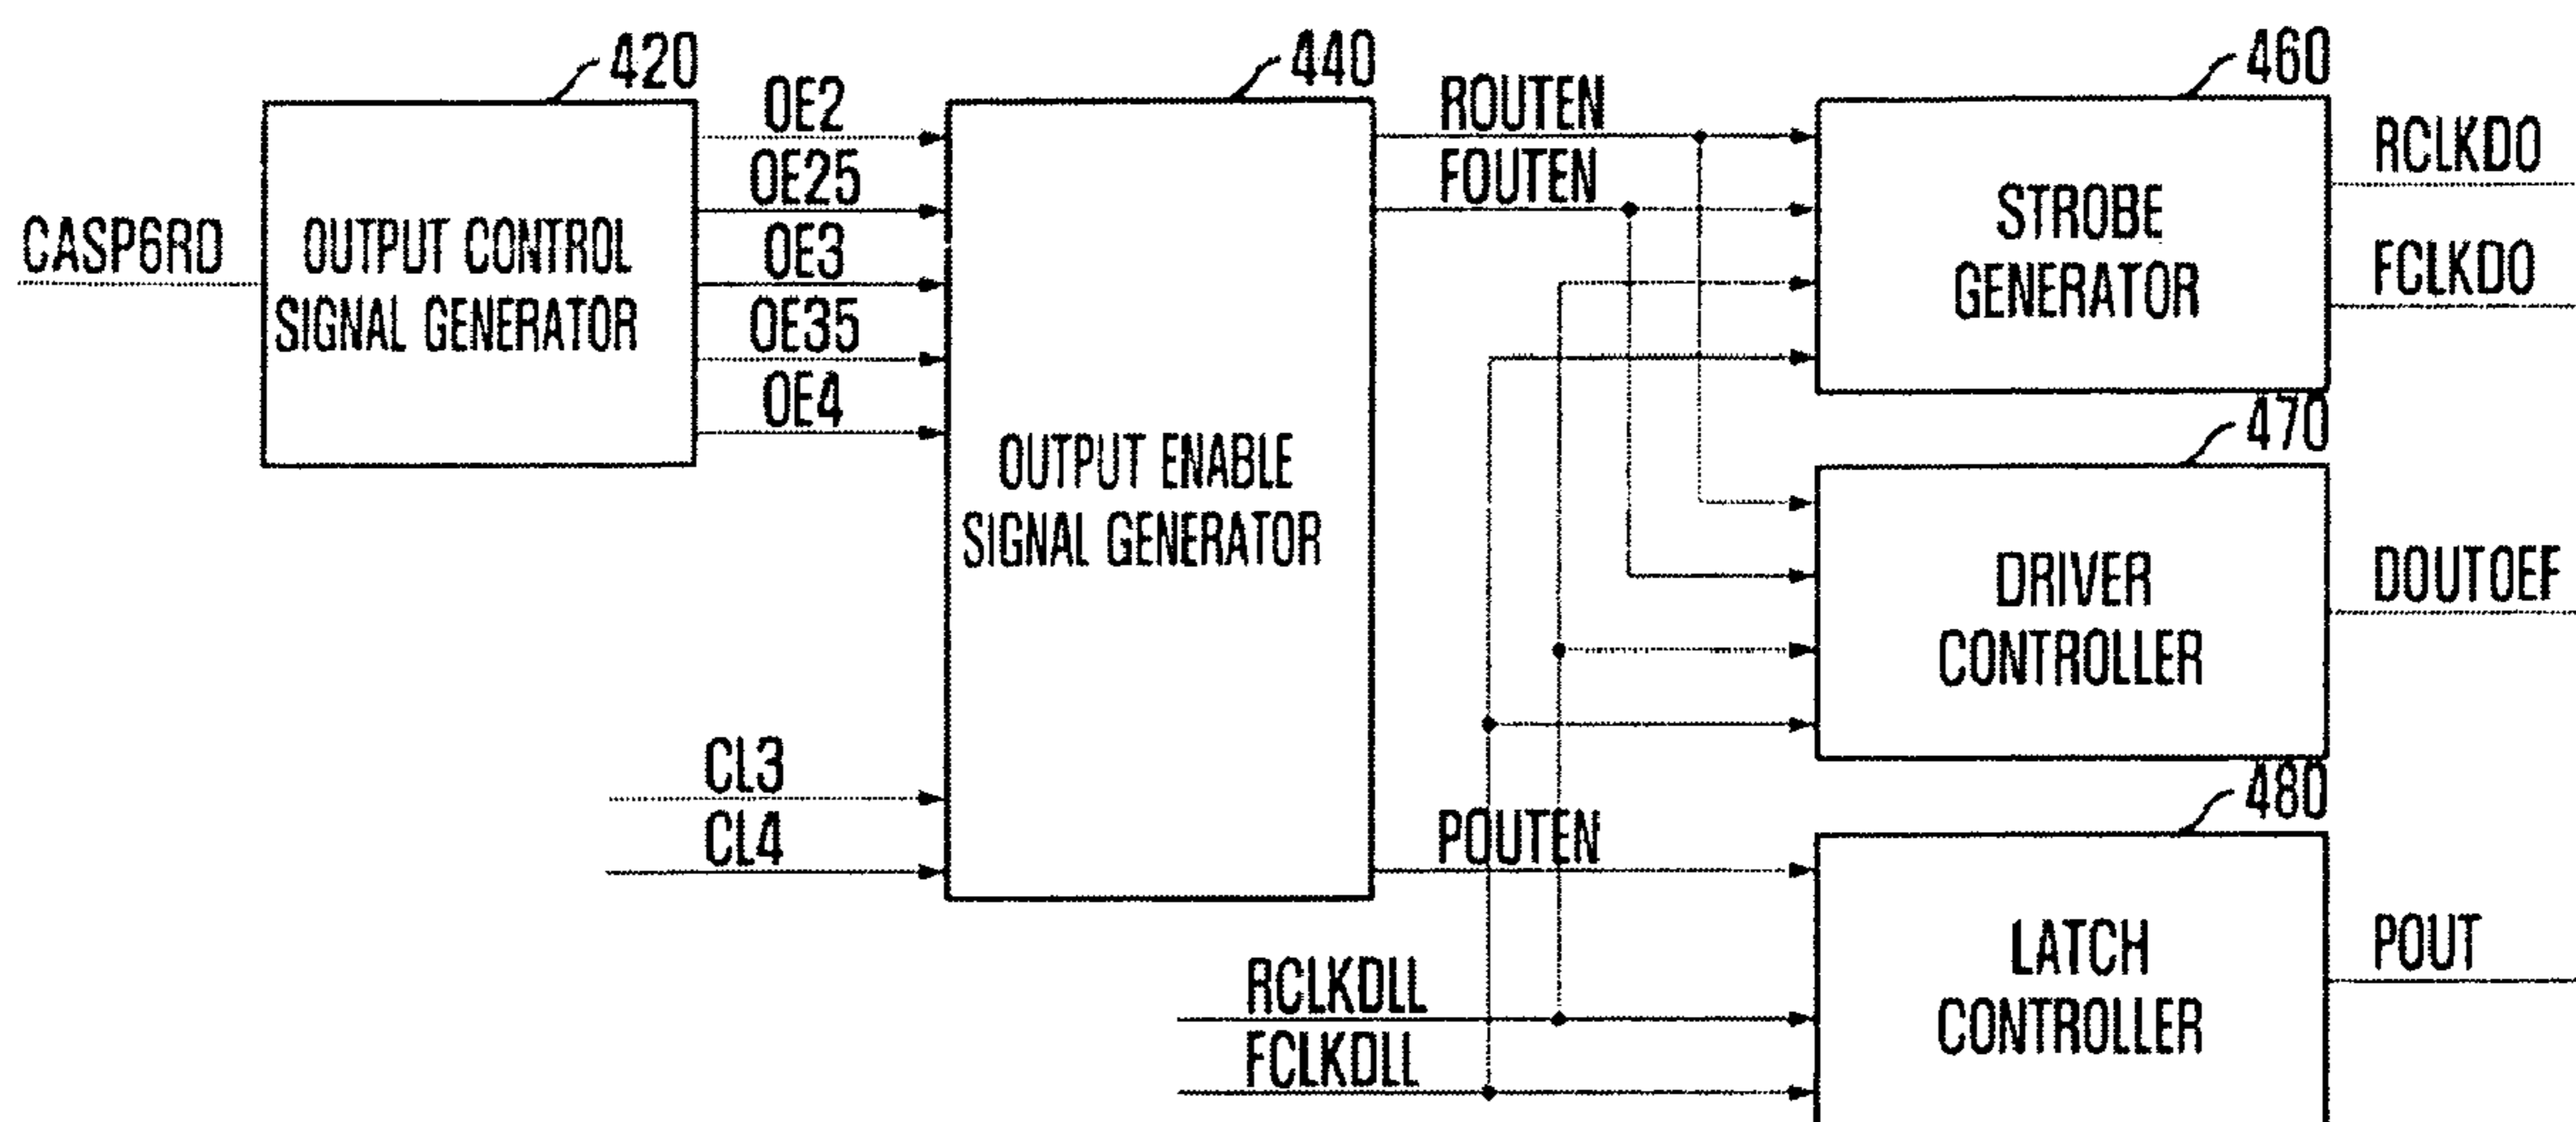 420
440
460
OE2
ROUTEN
RCLKDO
OE25
FOUTEN
CASP6RD
OUTPUT CONTROL
SIGNAL GENERATOR
OE3
STROBE
GENERATOR
FCLKDO
OE35
OE4
470
OUTPUT ENABLE
SIGNAL GENERATOR
DRIVER
CONTROLLER
DOUTOEF
CL3
480
CL4
POUTEN
LATCH
CONTROLLER
POUT
RCLKDLL
FCLKDLL